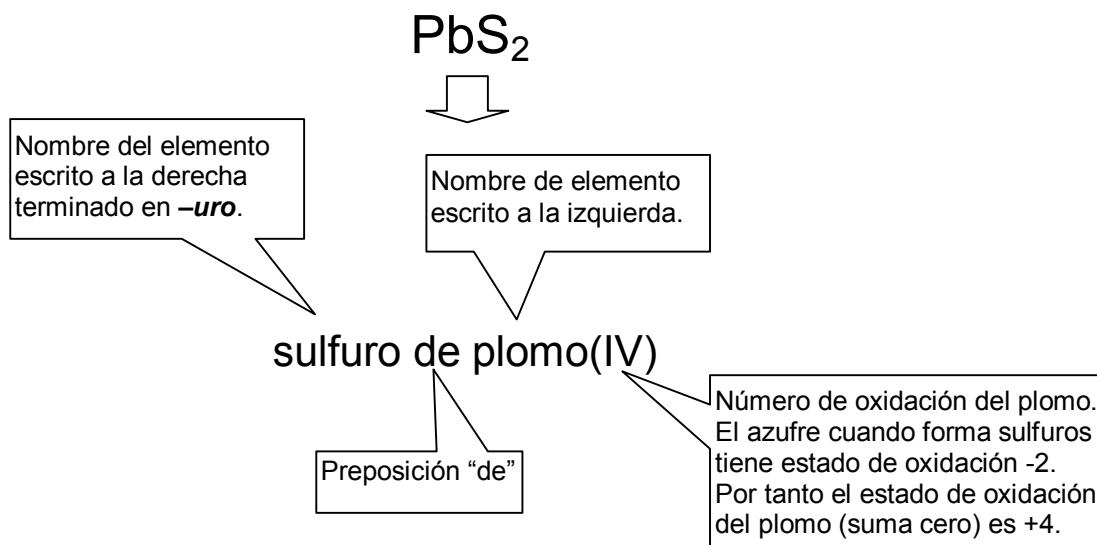 PbS₂
Nombre del elemento
escrito a la derecha
terminado en –uro.
Nombre de elemento
escrito a la izquierda.
sulfuro de plomo(IV)
Preposición “de”
Número de oxidación del plomo.
El azufre cuando forma sulfuros
tiene estado de oxidación -2.
Por tanto el estado de oxidación
del plomo (suma cero) es +4.